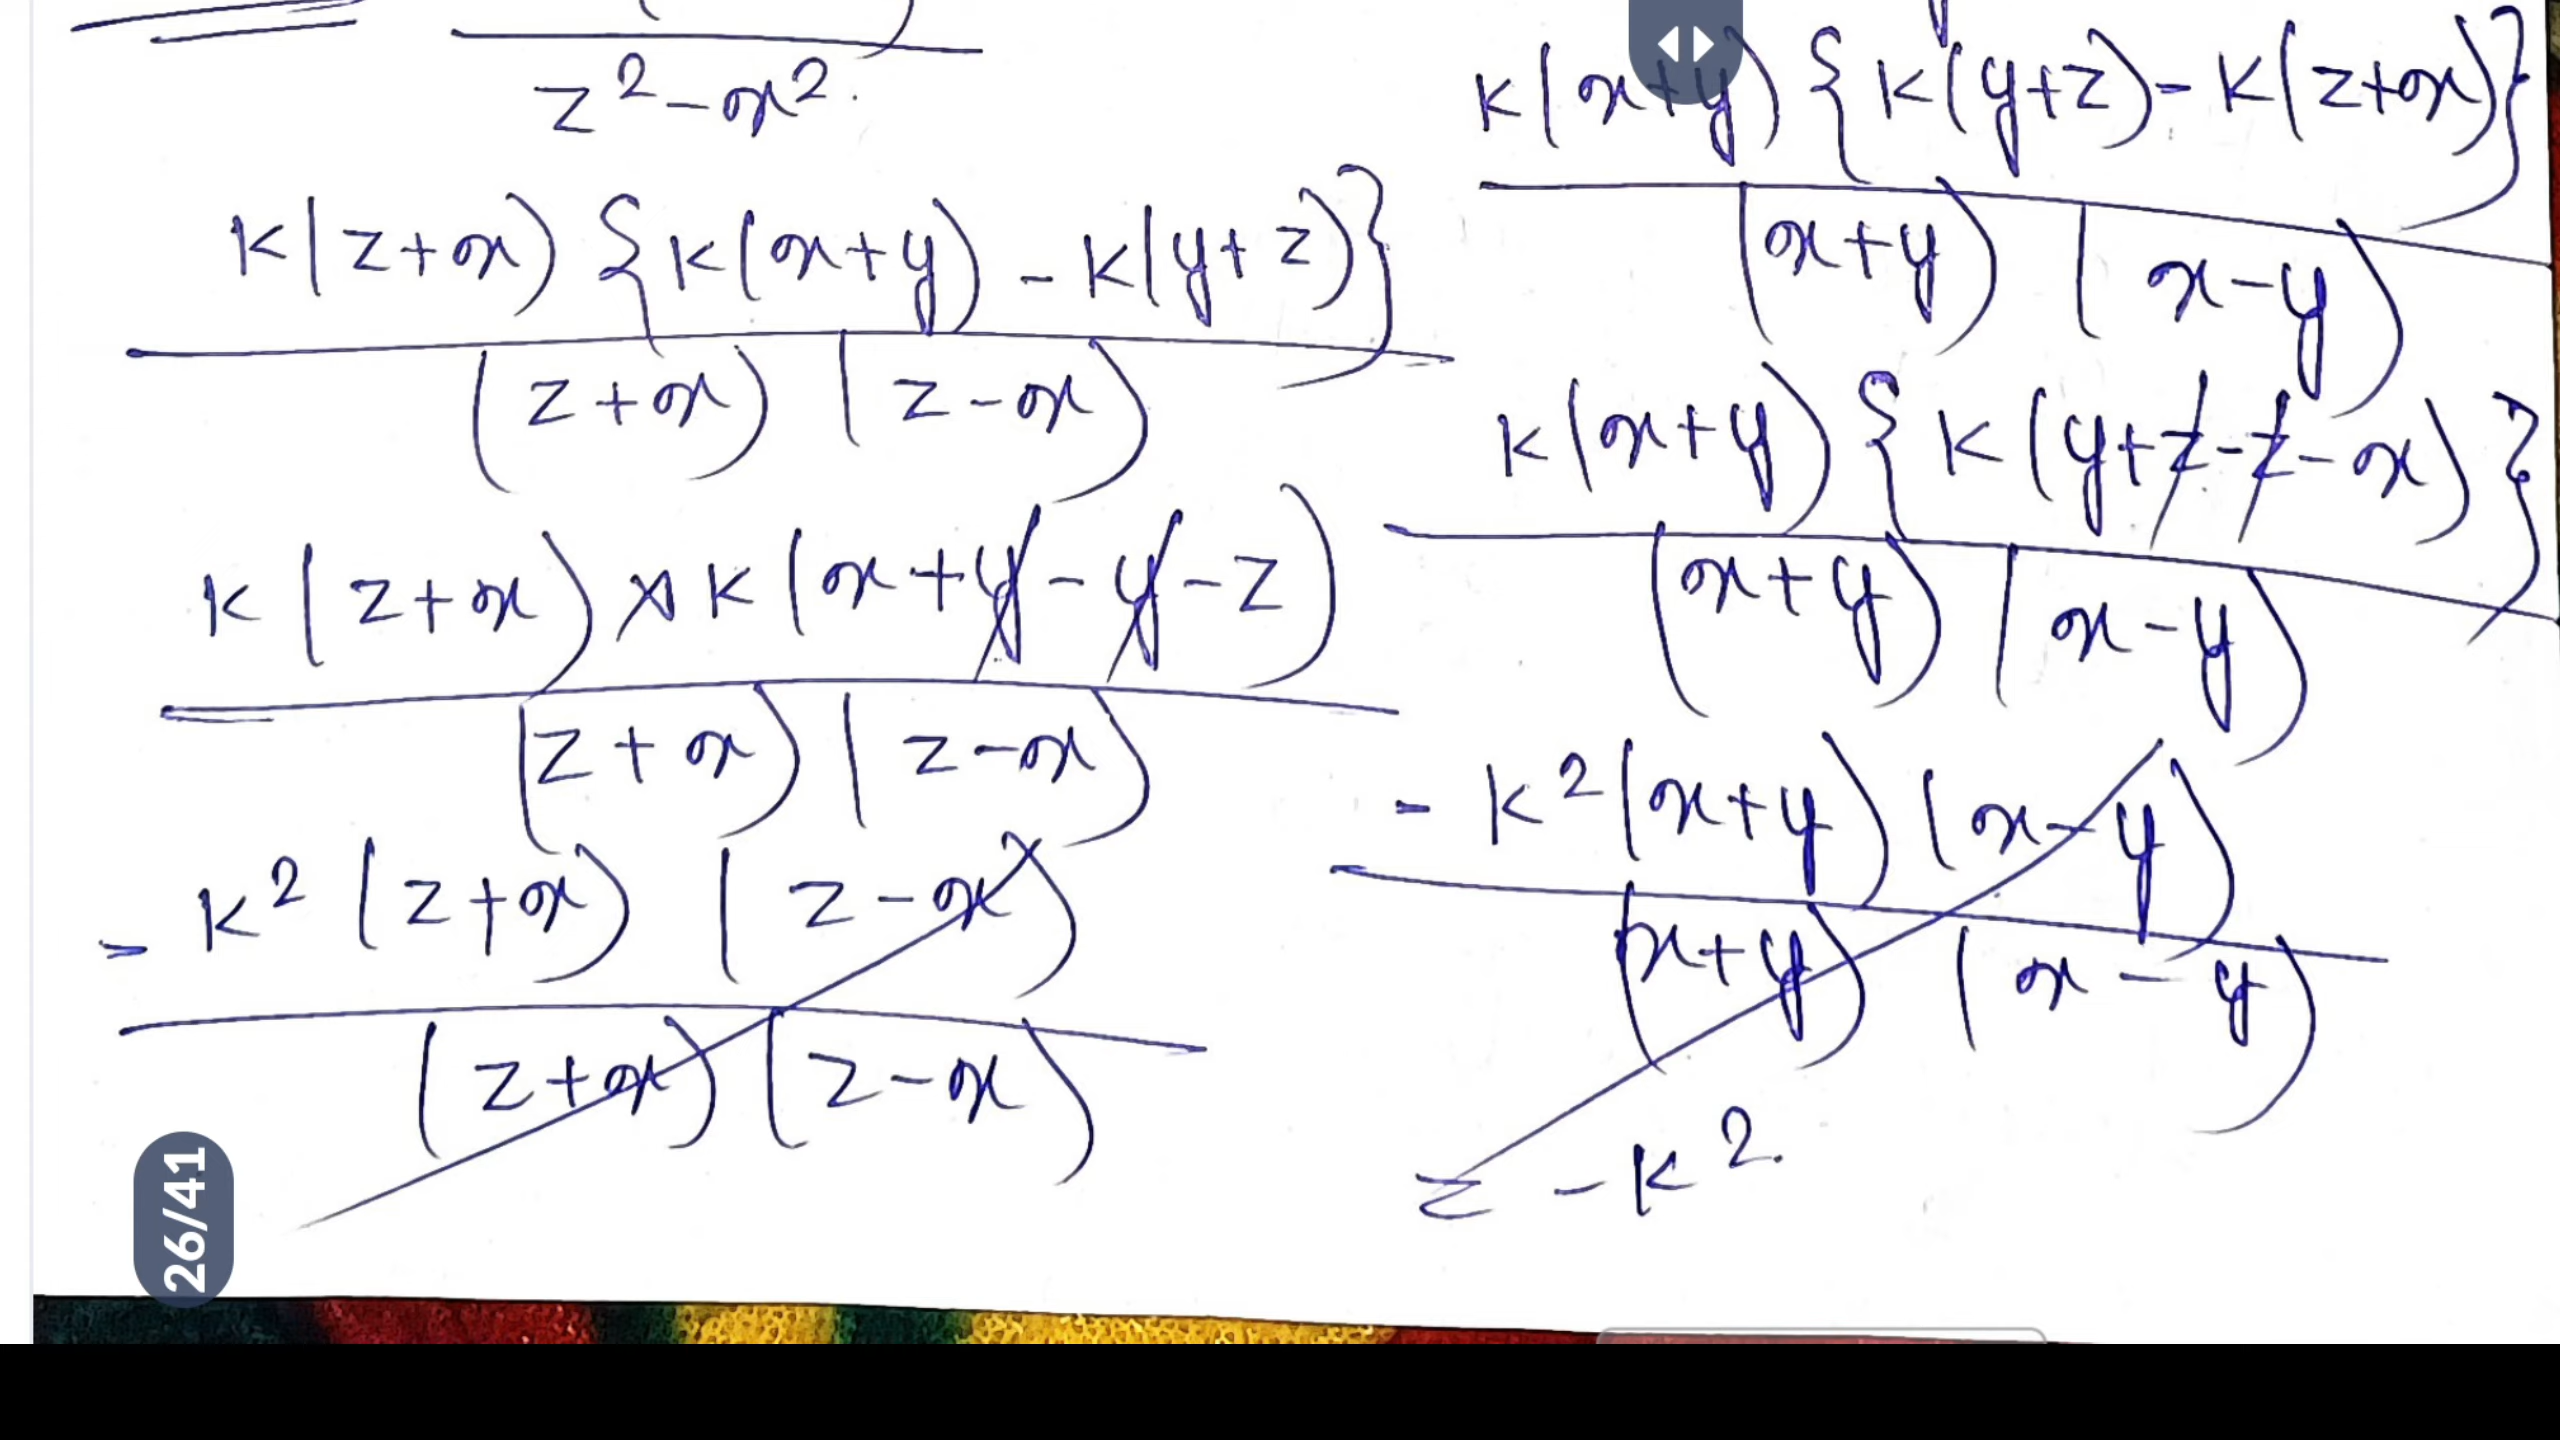 z² - x².
k(z+x) {k(x+y) - k(y+z)}
(z+x) (z-x)
k(z+x) × k(x+y-y-z)
(z+x) (z-x)
- k² (z+x) (z-x)
(z+x) (z-x)
k(x+y) {k(y+z) - k(z+x)}
(x+y) (x-y)
k(x+y) {k(y+z-z-x)}
(x+y) (x-y)
- k² (x+y) (x-y)
(x+y) (x-y)
= -k².
26/41